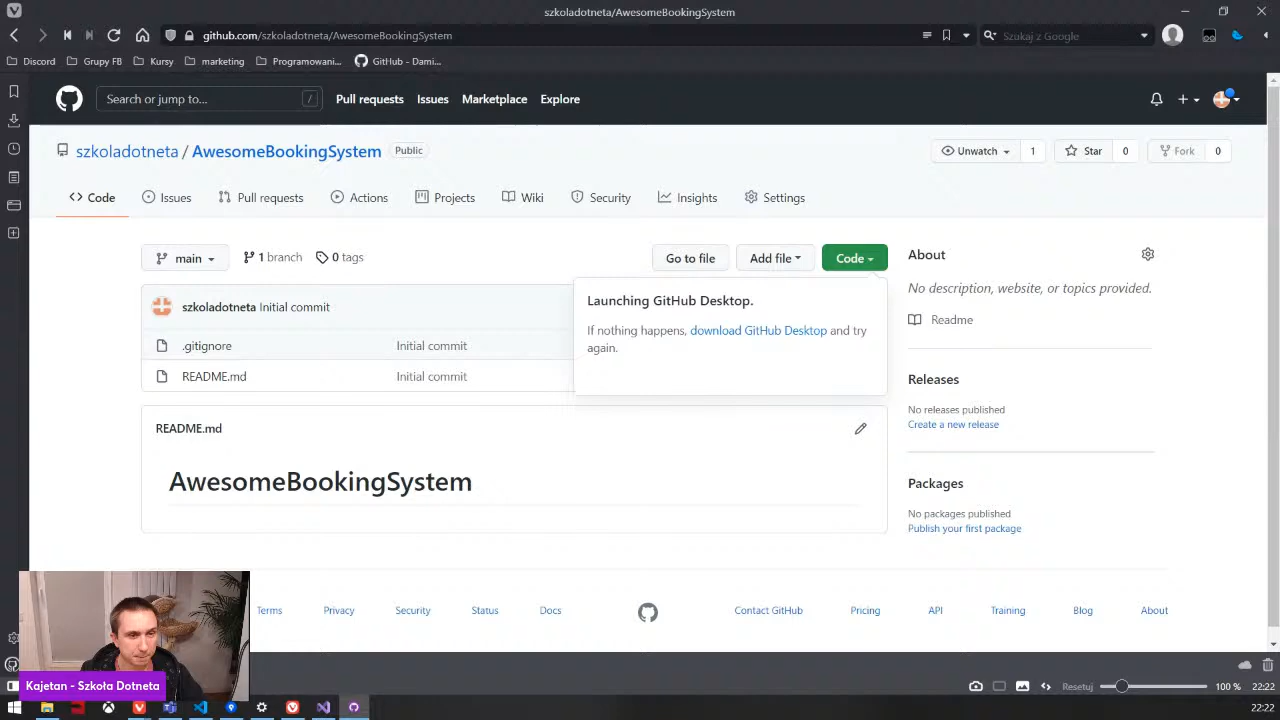 szkoladotneta/AwesomeBookingSystem
github.com/szkoladotneta/AwesomeBookingSystem
Szukaj z Google
Discord
Grupy FB
Kursy
marketing
Programowani...
GitHub - Dami...
Search or jump to...
/
Pull requests
Issues
Marketplace
Explore
szkoladotneta / AwesomeBookingSystem
Public
Unwatch
1
Star
0
Fork
0
Code
Issues
Pull requests
Actions
Projects
Wiki
Security
Insights
Settings
main
1 branch
0 tags
Go to file
Add file
Code
szkoladotneta Initial commit
.gitignore
Initial commit
README.md
Initial commit
Launching GitHub Desktop.
If nothing happens, download GitHub Desktop and try
again.
README.md
AwesomeBookingSystem
About
No description, website, or topics provided.
Readme
Releases
No releases published
Create a new release
Packages
No packages published
Publish your first package
Terms
Privacy
Security
Status
Docs
Contact GitHub
Pricing
API
Training
Blog
About
Kajetan - Szkoła Dotneta
Resetuj
100 %
22:22
22:22